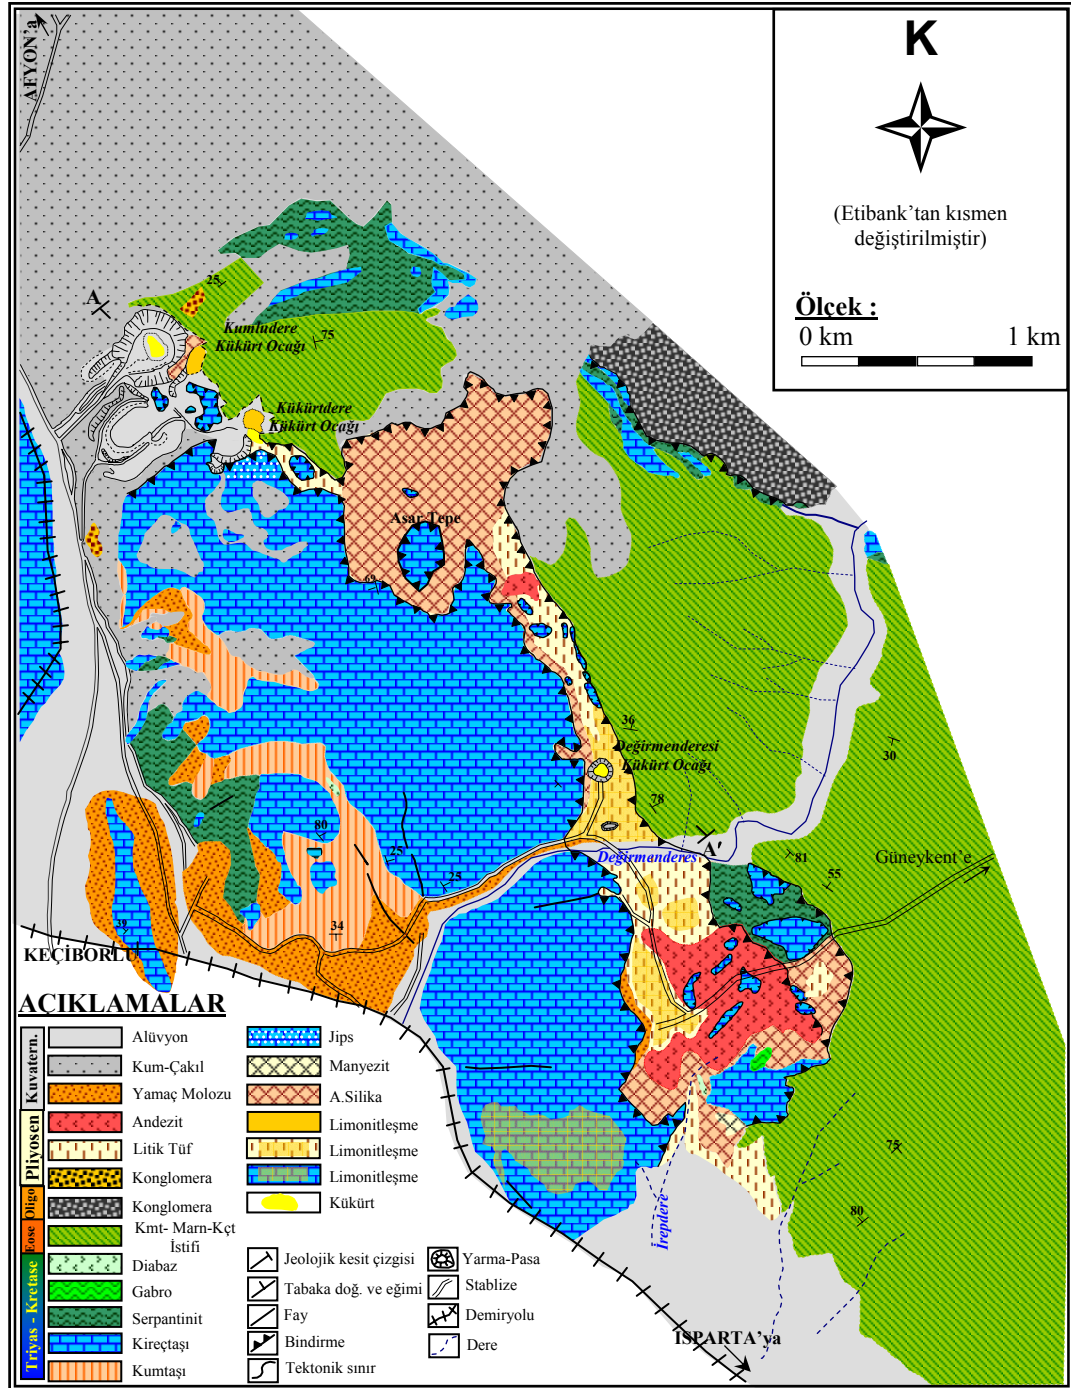 AFYON'a
K
(Etibank'tan kısmen
değiştirilmiştir)
Ölçek :
0 km 1 km
A
25
75
Kumludere
Kükürt Ocağı
Kükürtdere
Kükürt Ocağı
Asar Tepe
69
36
Değirmenderesi
Kükürt Ocağı
30
78
A'
Değirmenderes
81
55
Güneykent'e
80
25
25
34
39
KEÇİBORLU
75
80
İrepdere
ISPARTA'ya
AÇIKLAMALAR
Kuvatern.
Pliyosen
Oligo
Eose
Triyas - Kretase
Alüvyon
Kum-Çakıl
Yamaç Molozu
Andezit
Litik Tüf
Konglomera
Konglomera
Kmt- Marn-Kçt
İstifi
Diabaz
Gabro
Serpantinit
Kireçtaşı
Kumtaşı
Jips
Manyezit
A.Silika
Limonitleşme
Limonitleşme
Limonitleşme
Kükürt
Jeolojik kesit çizgisi
Tabaka doğ. ve eğimi
Fay
Bindirme
Tektonik sınır
Yarma-Pasa
Stablize
Demiryolu
Dere